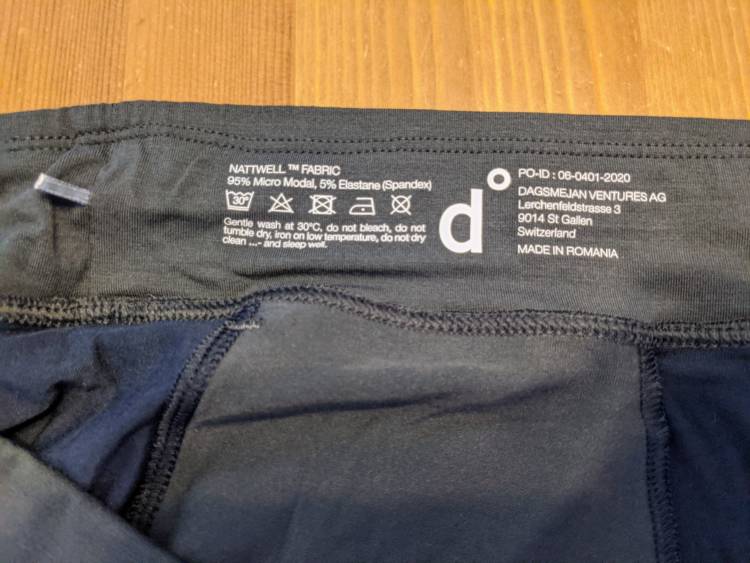 NATTWELL ™ FABRIC
95% Micro Modal, 5% Elastane (Spandex)
30°
Gentle wash at 30°C, do not bleach, do not
tumble dry, iron on low temperature, do not dry
clean ...- and sleep well.
d°
PO-ID : 06-0401-2020
DAGSMEJAN VENTURES AG
Lerchenfeldstrasse 3
9014 St Gallen
Switzerland
MADE IN ROMANIA